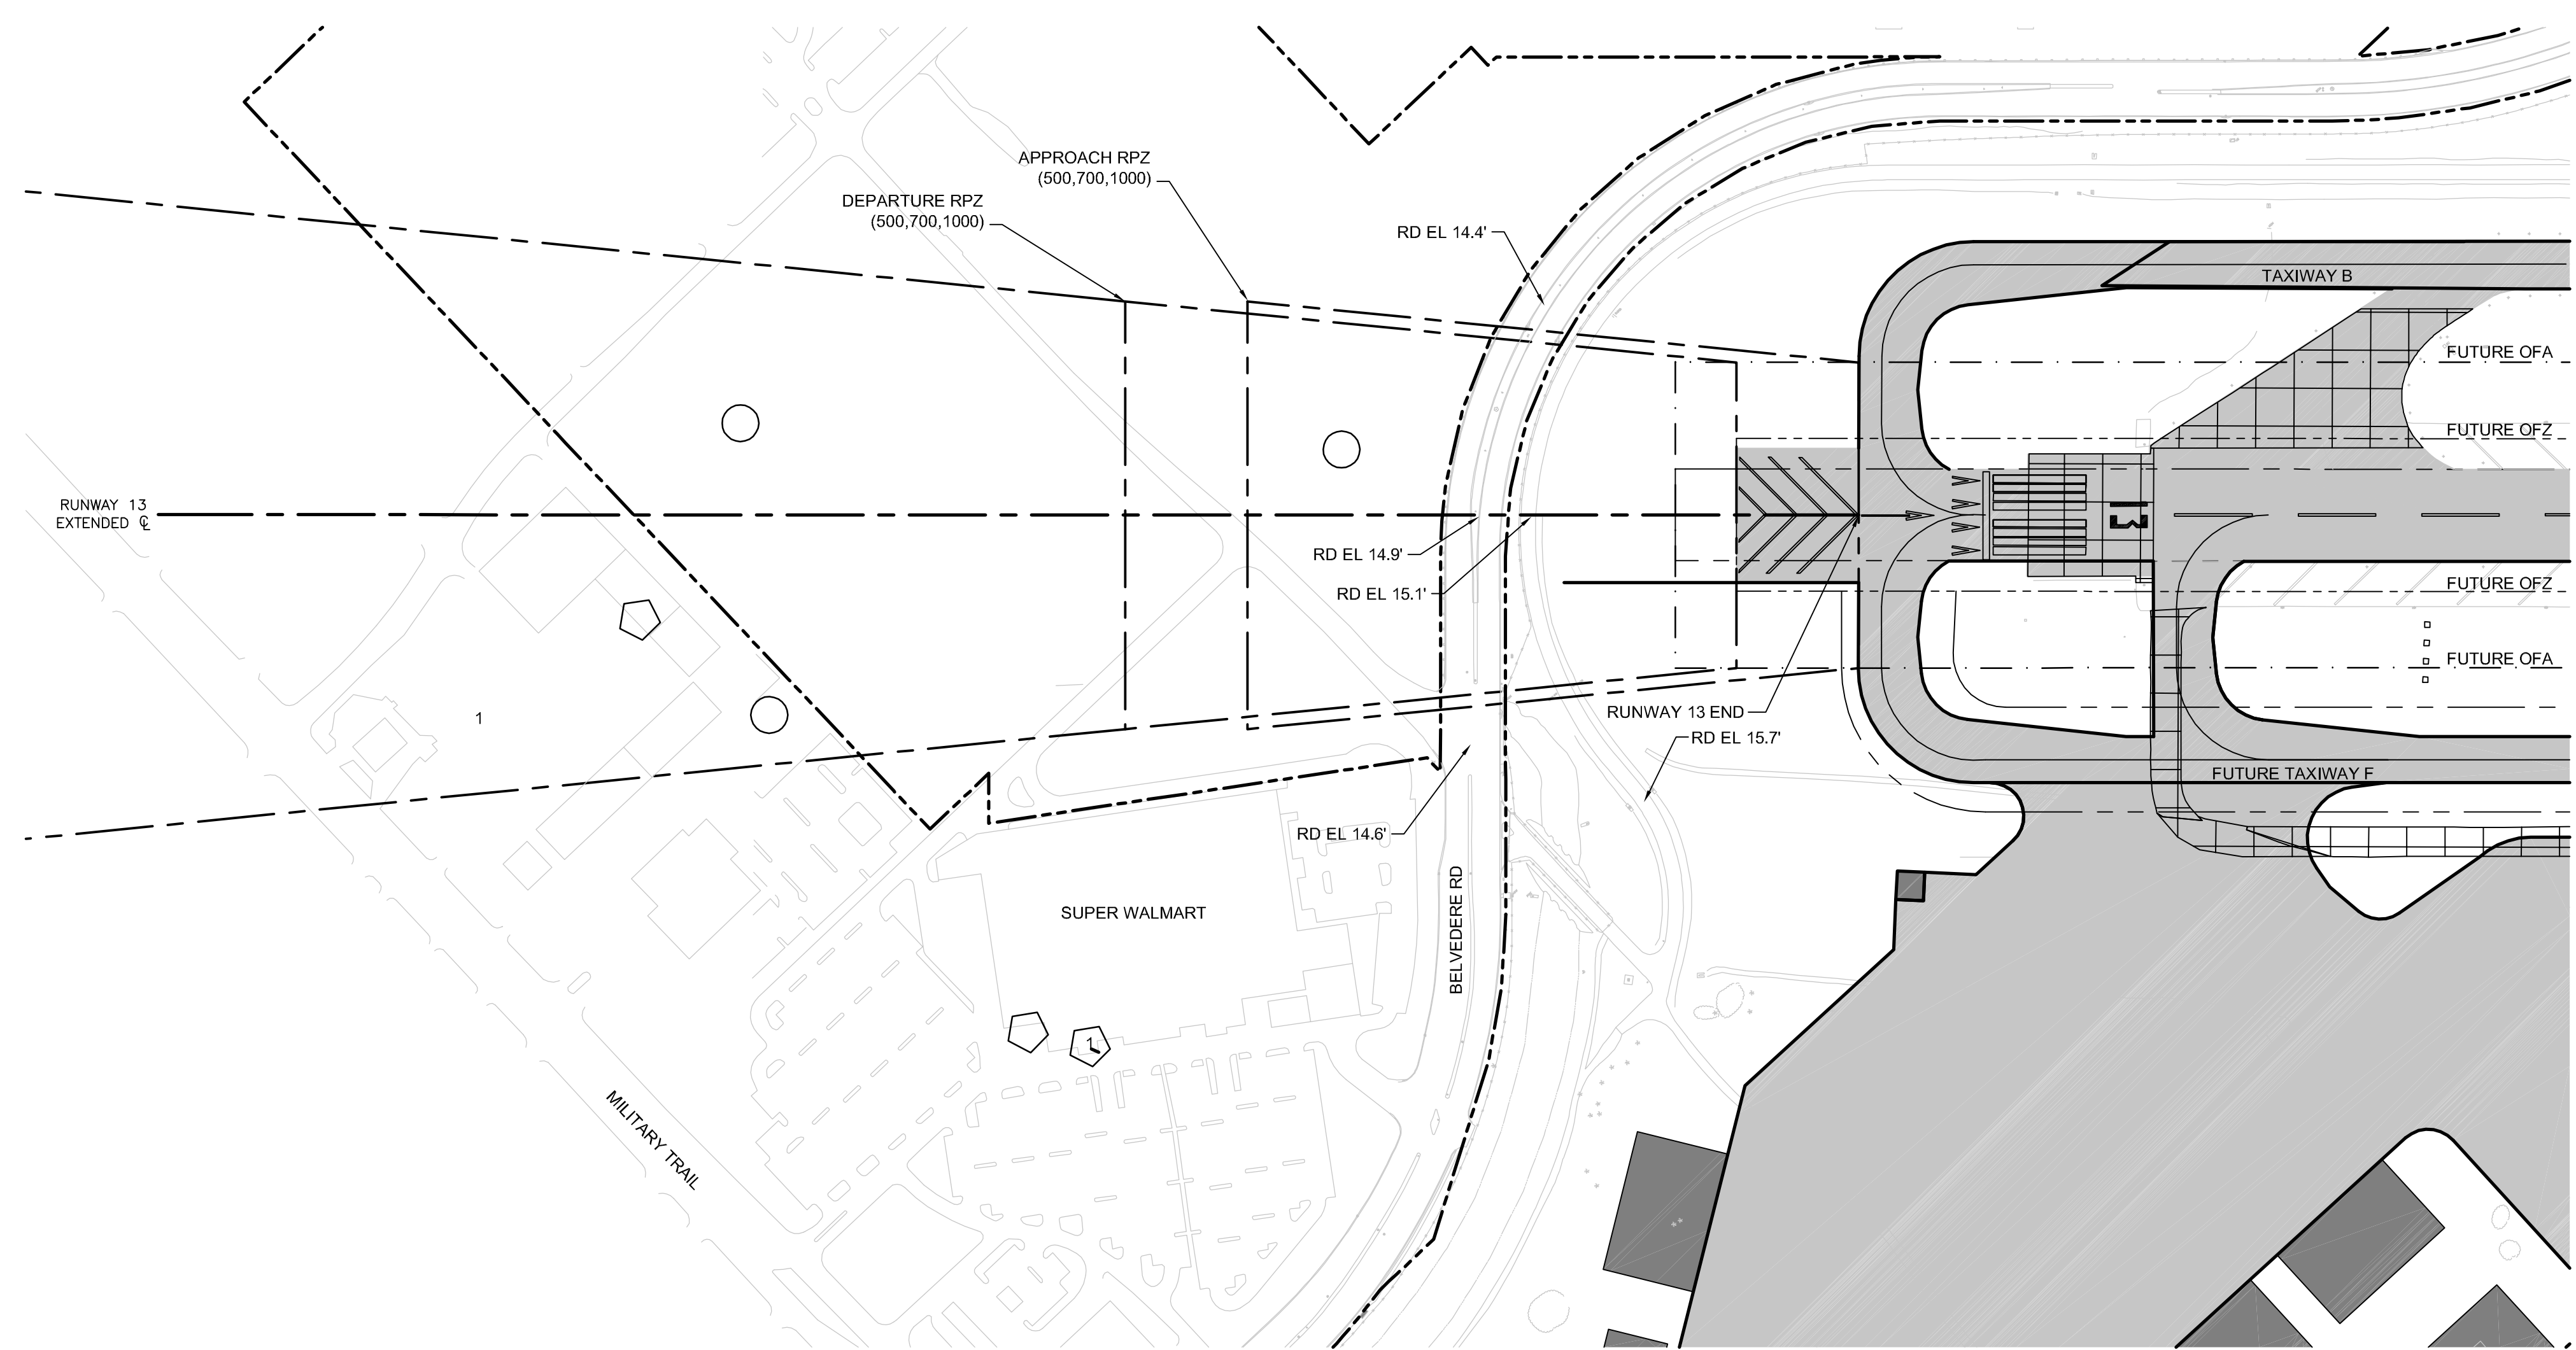 APPROACH RPZ
(500,700,1000)
DEPARTURE RPZ
(500,700,1000)
RD EL 14.4'
TAXIWAY B
FUTURE OFA
FUTURE OFZ
RUNWAY 13
EXTENDED ℄
13
RD EL 14.9'
RD EL 15.1'
FUTURE OFZ
FUTURE OFA
RUNWAY 13 END
1
RD EL 15.7'
FUTURE TAXIWAY F
RD EL 14.6'
BELVEDERE RD
SUPER WALMART
1
MILITARY TRAIL